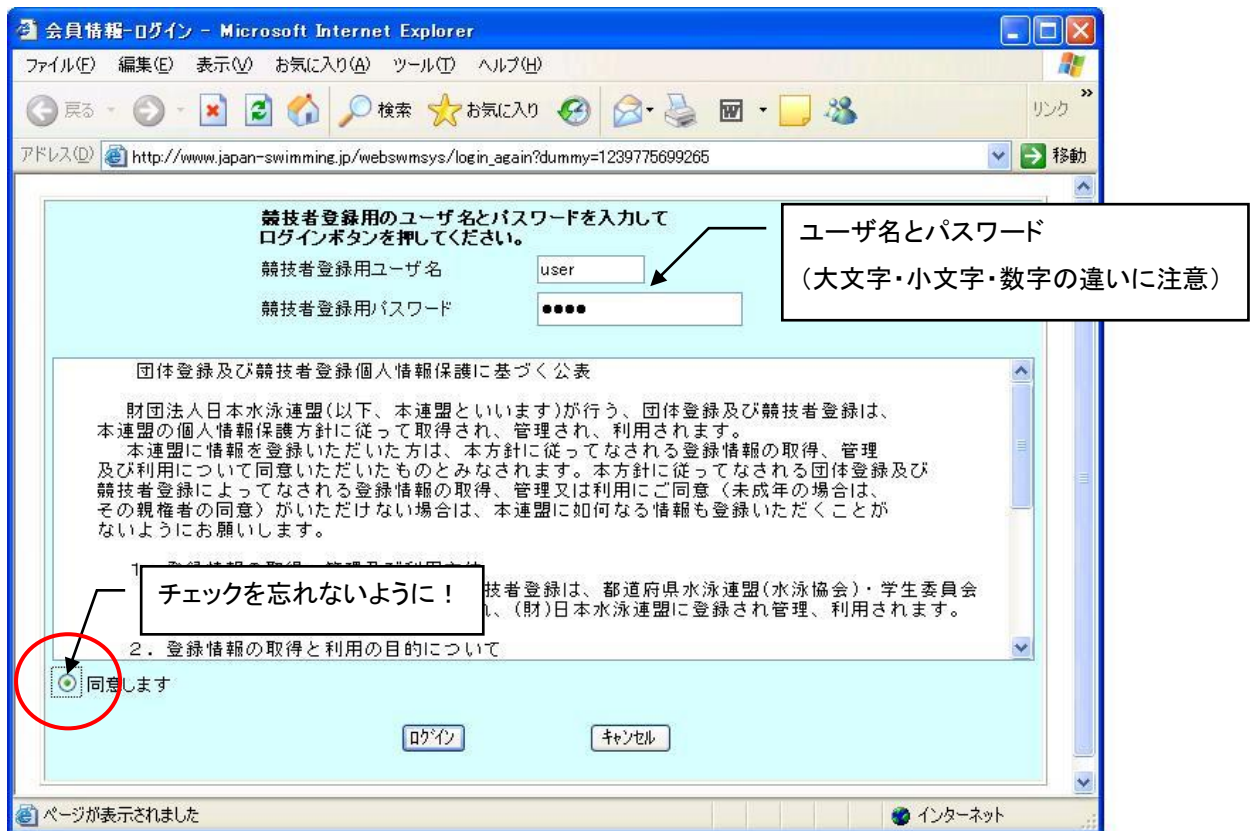 会員情報-ログイン - Microsoft Internet Explorer
ファイル(F) 編集(E) 表示(V) お気に入り(A) ツール(T) ヘルプ(H)
戻る 検索 お気に入り リンク »
アドレス(D) http://www.japan-swimming.jp/webswmsys/login_again?dummy=1239775699265 移動
競技者登録用のユーザ名とパスワードを入力して
ログインボタンを押してください。
競技者登録用ユーザ名 user
競技者登録用パスワード ●●●●
ユーザ名とパスワード
（大文字・小文字・数字の違いに注意）
団体登録及び競技者登録個人情報保護に基づく公表
財団法人日本水泳連盟(以下、本連盟といいます)が行う、団体登録及び競技者登録は、
本連盟の個人情報保護方針に従って取得され、管理され、利用されます。
本連盟に情報を登録いただいた方は、本方針に従ってなされる登録情報の取得、管理
及び利用について同意いただいたものとみなされます。本方針に従ってなされる団体登録及び
競技者登録によってなされる登録情報の取得、管理又は利用にご同意（未成年の場合は、
その親権者の同意）がいただけない場合は、本連盟に如何なる情報も登録いただくことが
ないようにお願いします。
チェックを忘れないように！
技者登録は、都道府県水泳連盟(水泳協会)・学生委員会
、(財)日本水泳連盟に登録され管理、利用されます。
２．登録情報の取得と利用の目的について
同意します
ログイン キャンセル
ページが表示されました インターネット